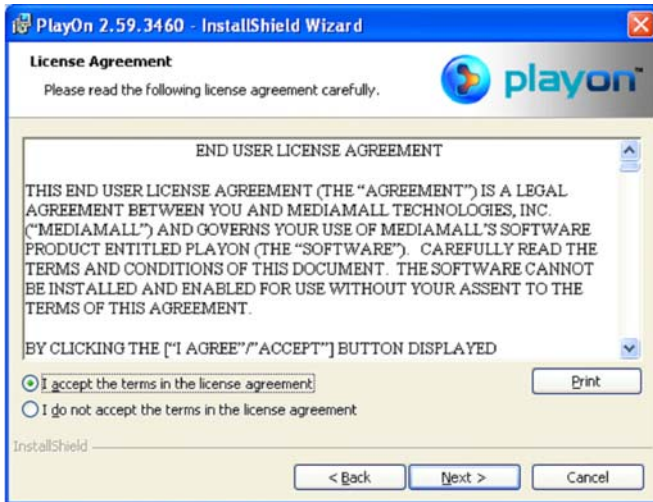 PlayOn 2.59.3460 - InstallShield Wizard
License Agreement
Please read the following license agreement carefully.
playon™
END USER LICENSE AGREEMENT
THIS END USER LICENSE AGREEMENT (THE “AGREEMENT”) IS A LEGAL
AGREEMENT BETWEEN YOU AND MEDIAMALL TECHNOLOGIES, INC.
(“MEDIAMALL”) AND GOVERNS YOUR USE OF MEDIAMALL'S SOFTWARE
PRODUCT ENTITLED PLAYON (THE “SOFTWARE”).  CAREFULLY READ THE
TERMS AND CONDITIONS OF THIS DOCUMENT.  THE SOFTWARE CANNOT
BE INSTALLED AND ENABLED FOR USE WITHOUT YOUR ASSENT TO THE
TERMS OF THIS AGREEMENT.
BY CLICKING THE [“I AGREE”/”ACCEPT”] BUTTON DISPLAYED
I accept the terms in the license agreement
Print
I do not accept the terms in the license agreement
InstallShield
< Back
Next >
Cancel